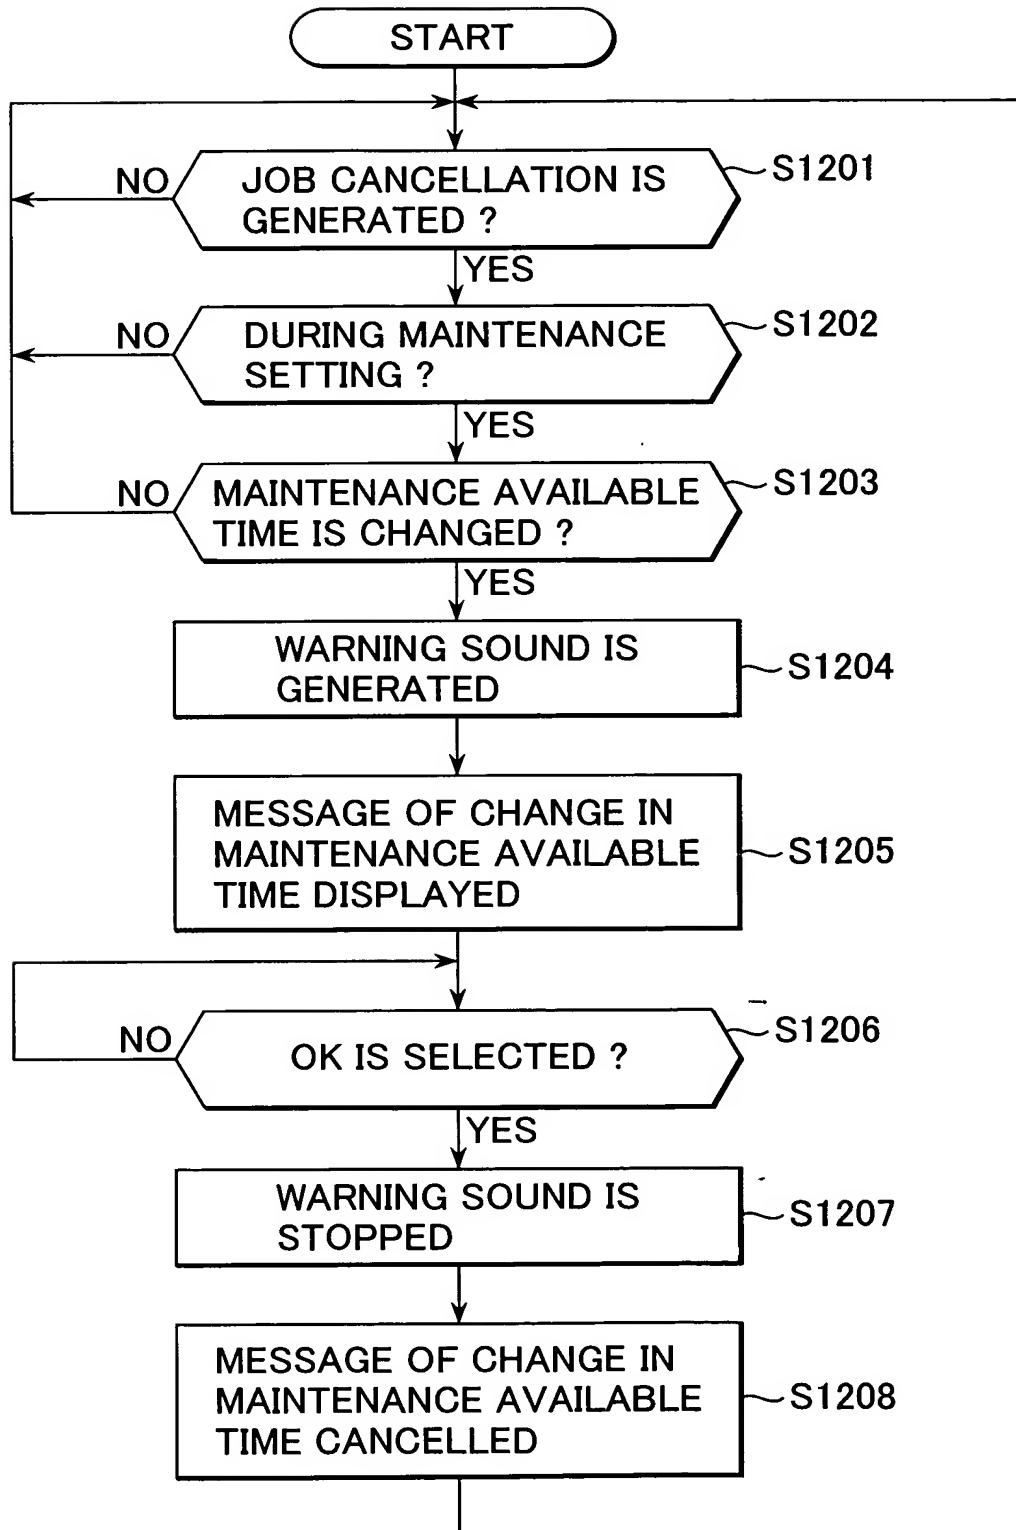 START
JOB CANCELLATION IS
GENERATED ?
S1201
NO
YES
DURING MAINTENANCE
SETTING ?
S1202
NO
YES
MAINTENANCE AVAILABLE
TIME IS CHANGED ?
S1203
NO
YES
WARNING SOUND IS
GENERATED
S1204
MESSAGE OF CHANGE IN
MAINTENANCE AVAILABLE
TIME DISPLAYED
S1205
OK IS SELECTED ?
S1206
NO
YES
WARNING SOUND IS
STOPPED
S1207
MESSAGE OF CHANGE IN
MAINTENANCE AVAILABLE
TIME CANCELLED
S1208